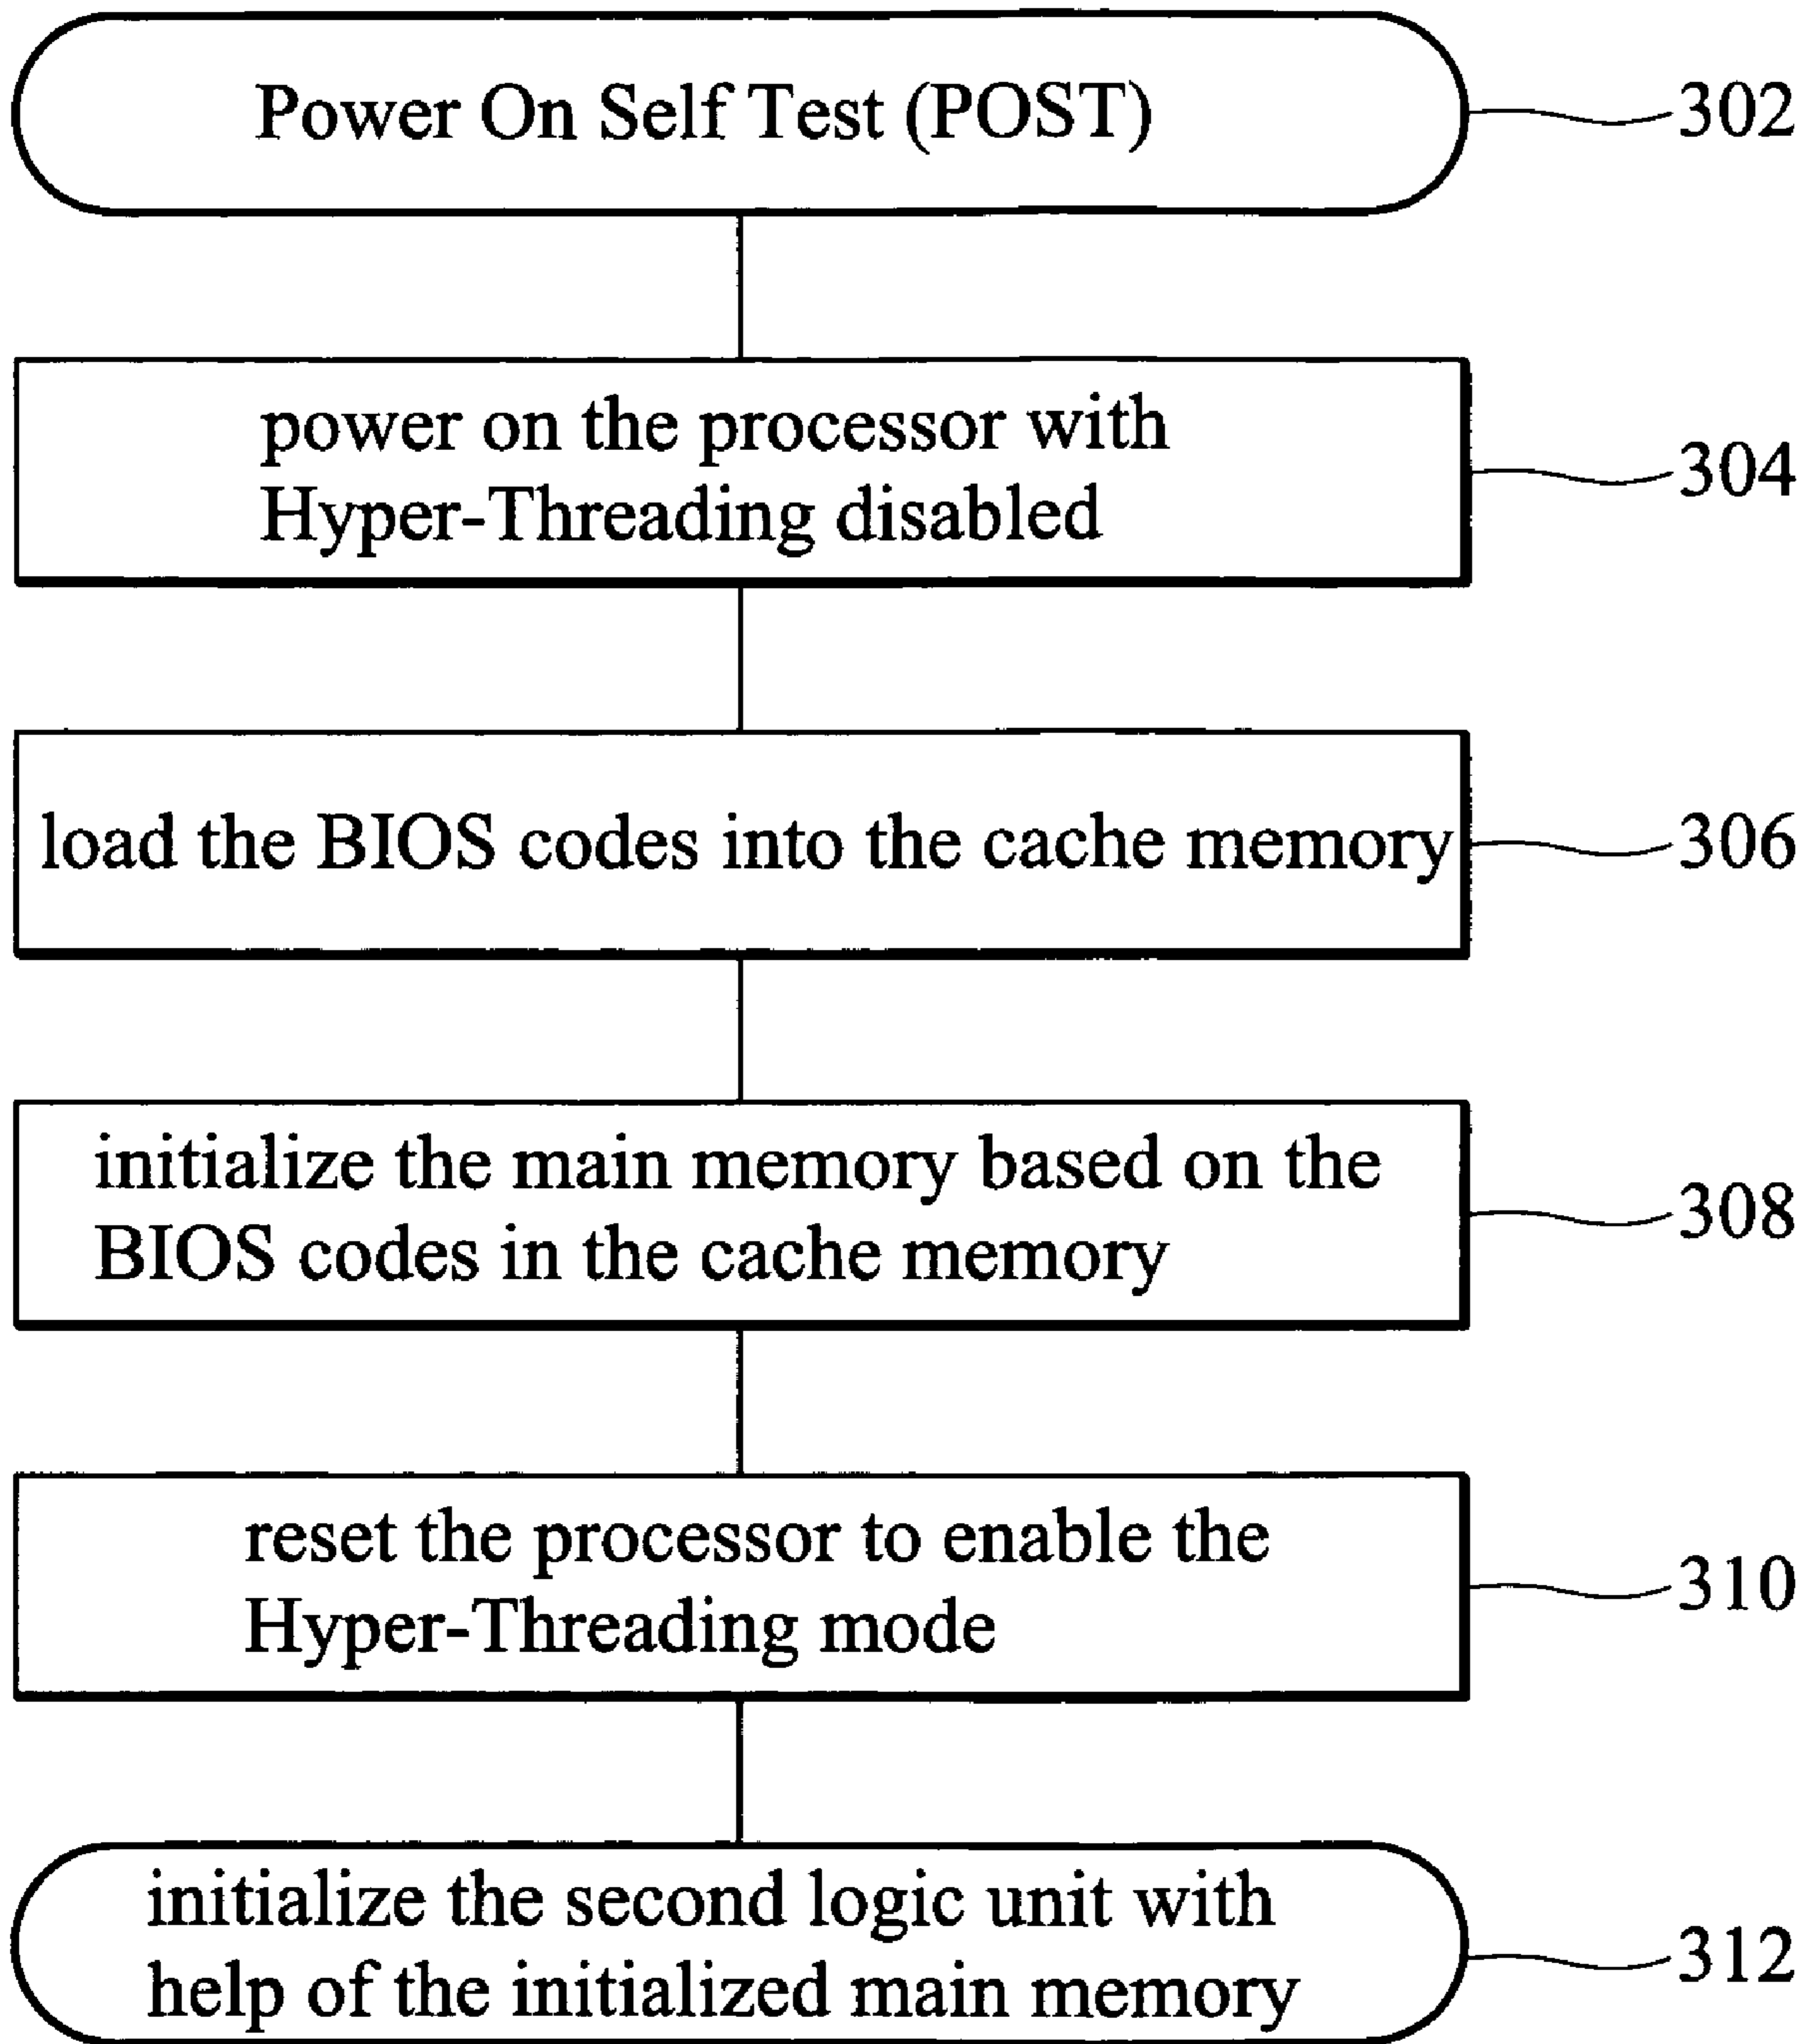 Power On Self Test (POST)
302
power on the processor with
Hyper-Threading disabled
304
load the BIOS codes into the cache memory
306
initialize the main memory based on the
BIOS codes in the cache memory
308
reset the processor to enable the
Hyper-Threading mode
310
initialize the second logic unit with
help of the initialized main memory
312